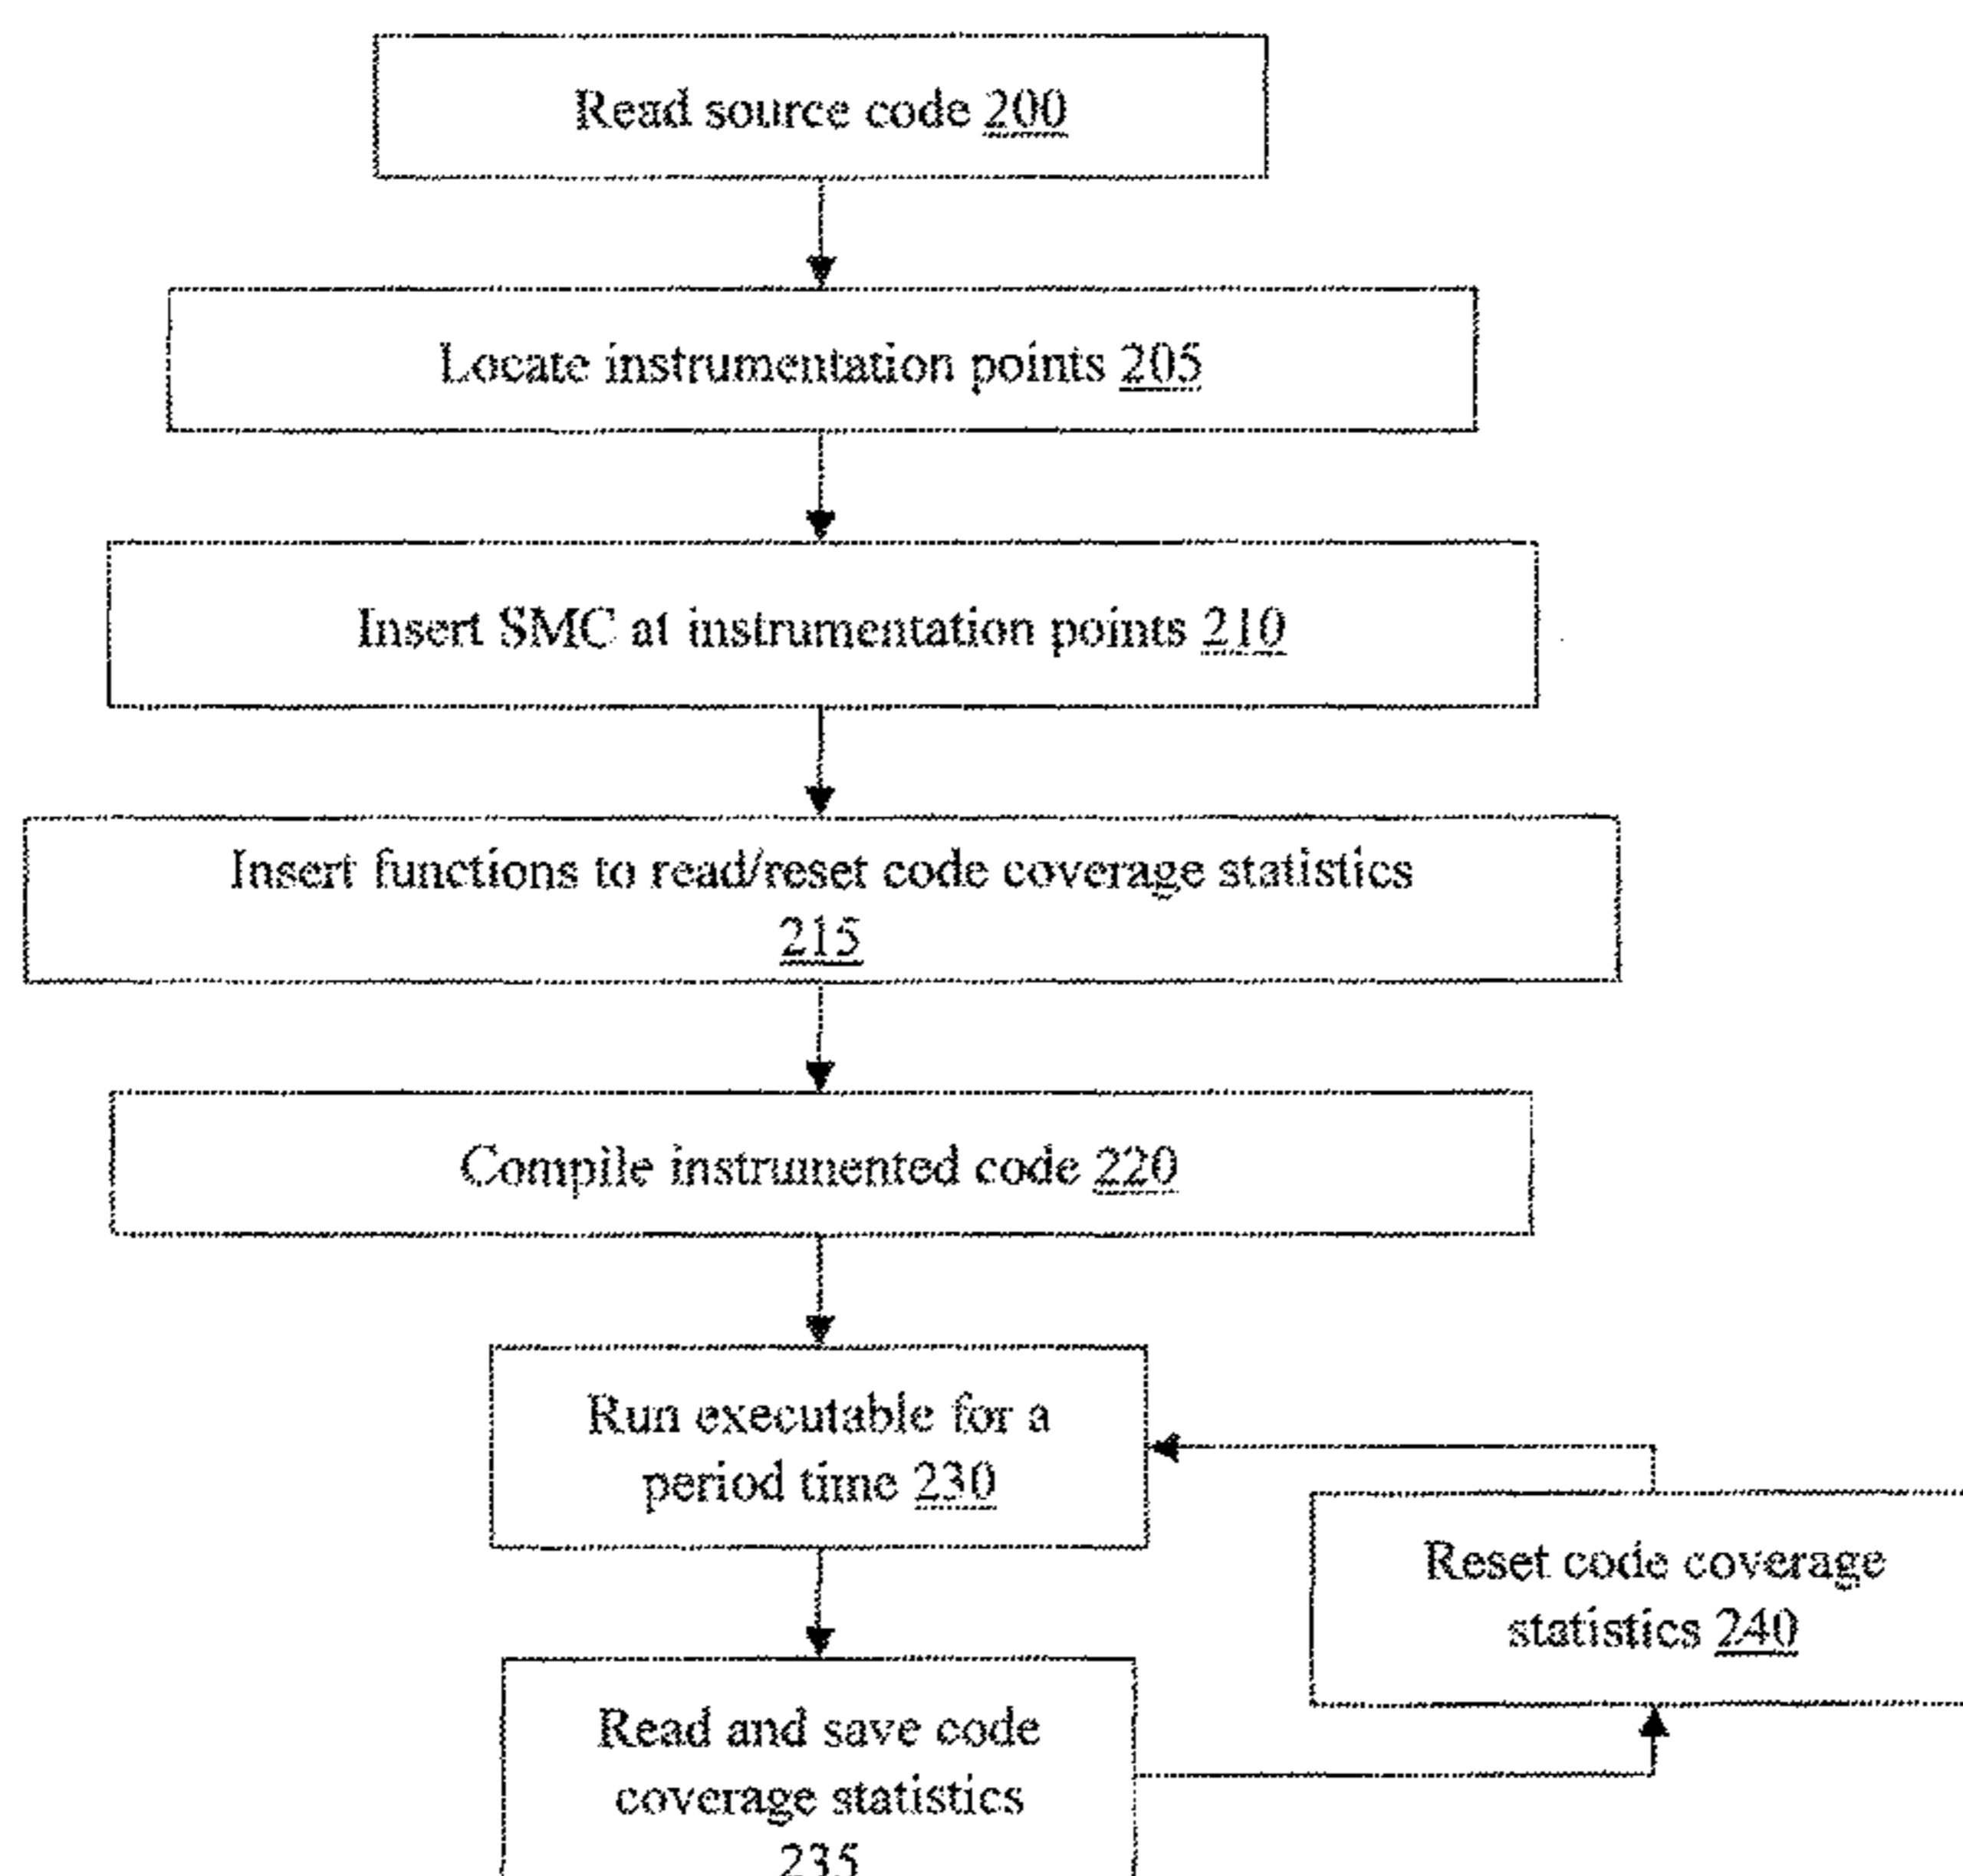 Read source code 200
Locate instrumentation points 205
Insert SMC at instrumentation points 210
Insert functions to read/reset code coverage statistics
215
Compile instrumented code 220
Run executable for a
period time 230
Reset code coverage
statistics 240
Read and save code
coverage statistics
235